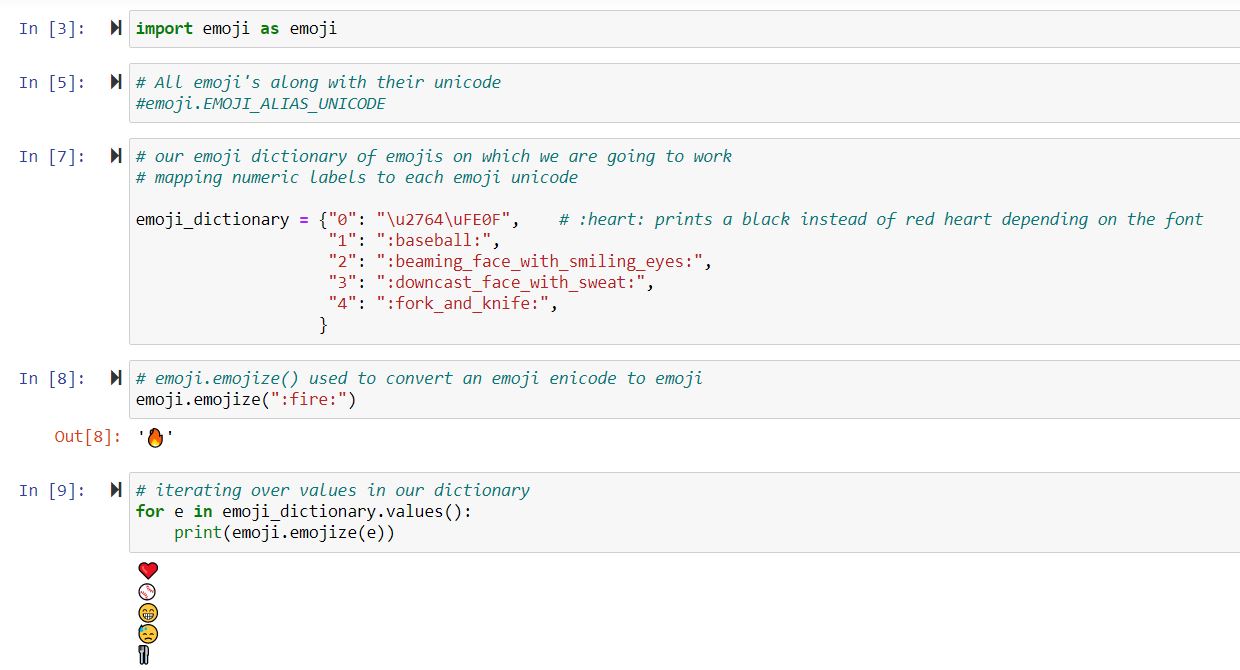 In [3]: import emoji as emoji
In [5]: # All emoji's along with their unicode
#emoji.EMOJI_ALIAS_UNICODE
In [7]: # our emoji dictionary of emojis on which we are going to work
# mapping numeric labels to each emoji unicode
emoji_dictionary = {"0": "\u2764\uFE0F",    # :heart: prints a black instead of red heart depending on the font
"1": ":baseball:",
"2": ":beaming_face_with_smiling_eyes:",
"3": ":downcast_face_with_sweat:",
"4": ":fork_and_knife:",
}
In [8]: # emoji.emojize() used to convert an emoji enicode to emoji
emoji.emojize(":fire:")
Out[8]: '🔥'
In [9]: # iterating over values in our dictionary
for e in emoji_dictionary.values():
print(emoji.emojize(e))
❤️
⚾
😁
😓
🍴